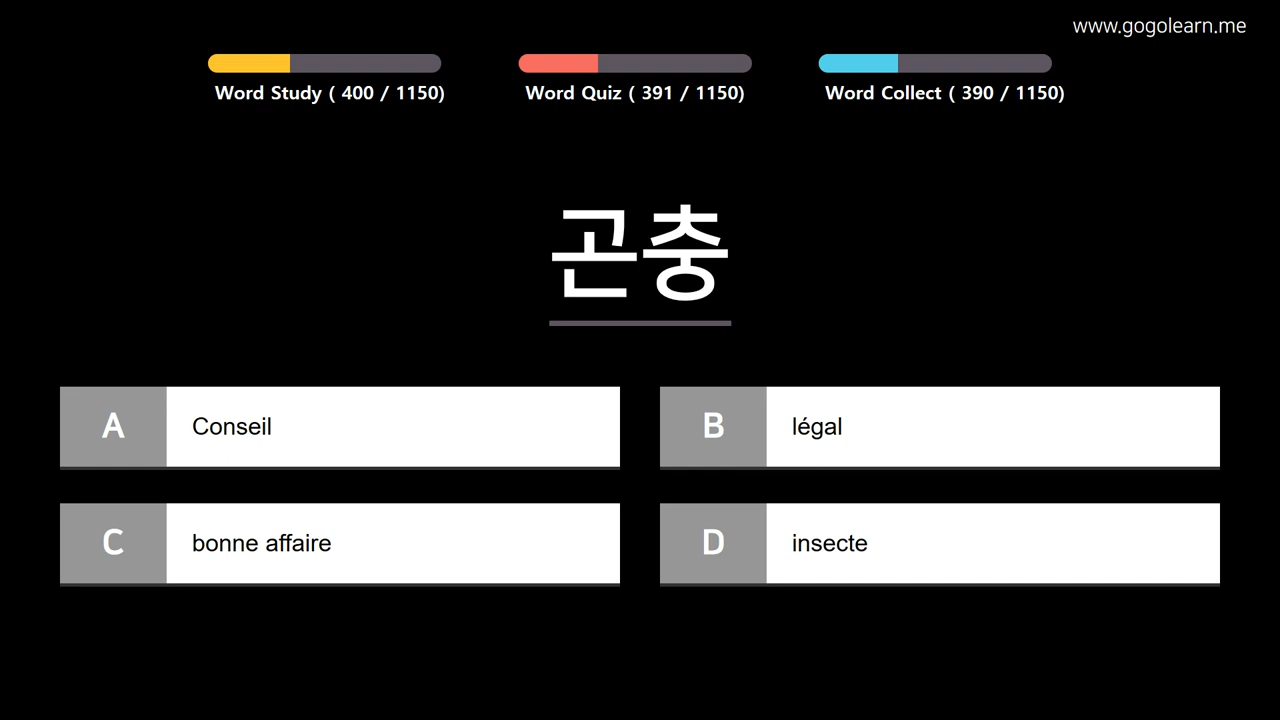 www.gogolearn.me
Word Study ( 400 / 1150)
Word Quiz ( 391 / 1150)
Word Collect ( 390 / 1150)
곤충
A
Conseil
B
légal
C
bonne affaire
D
insecte